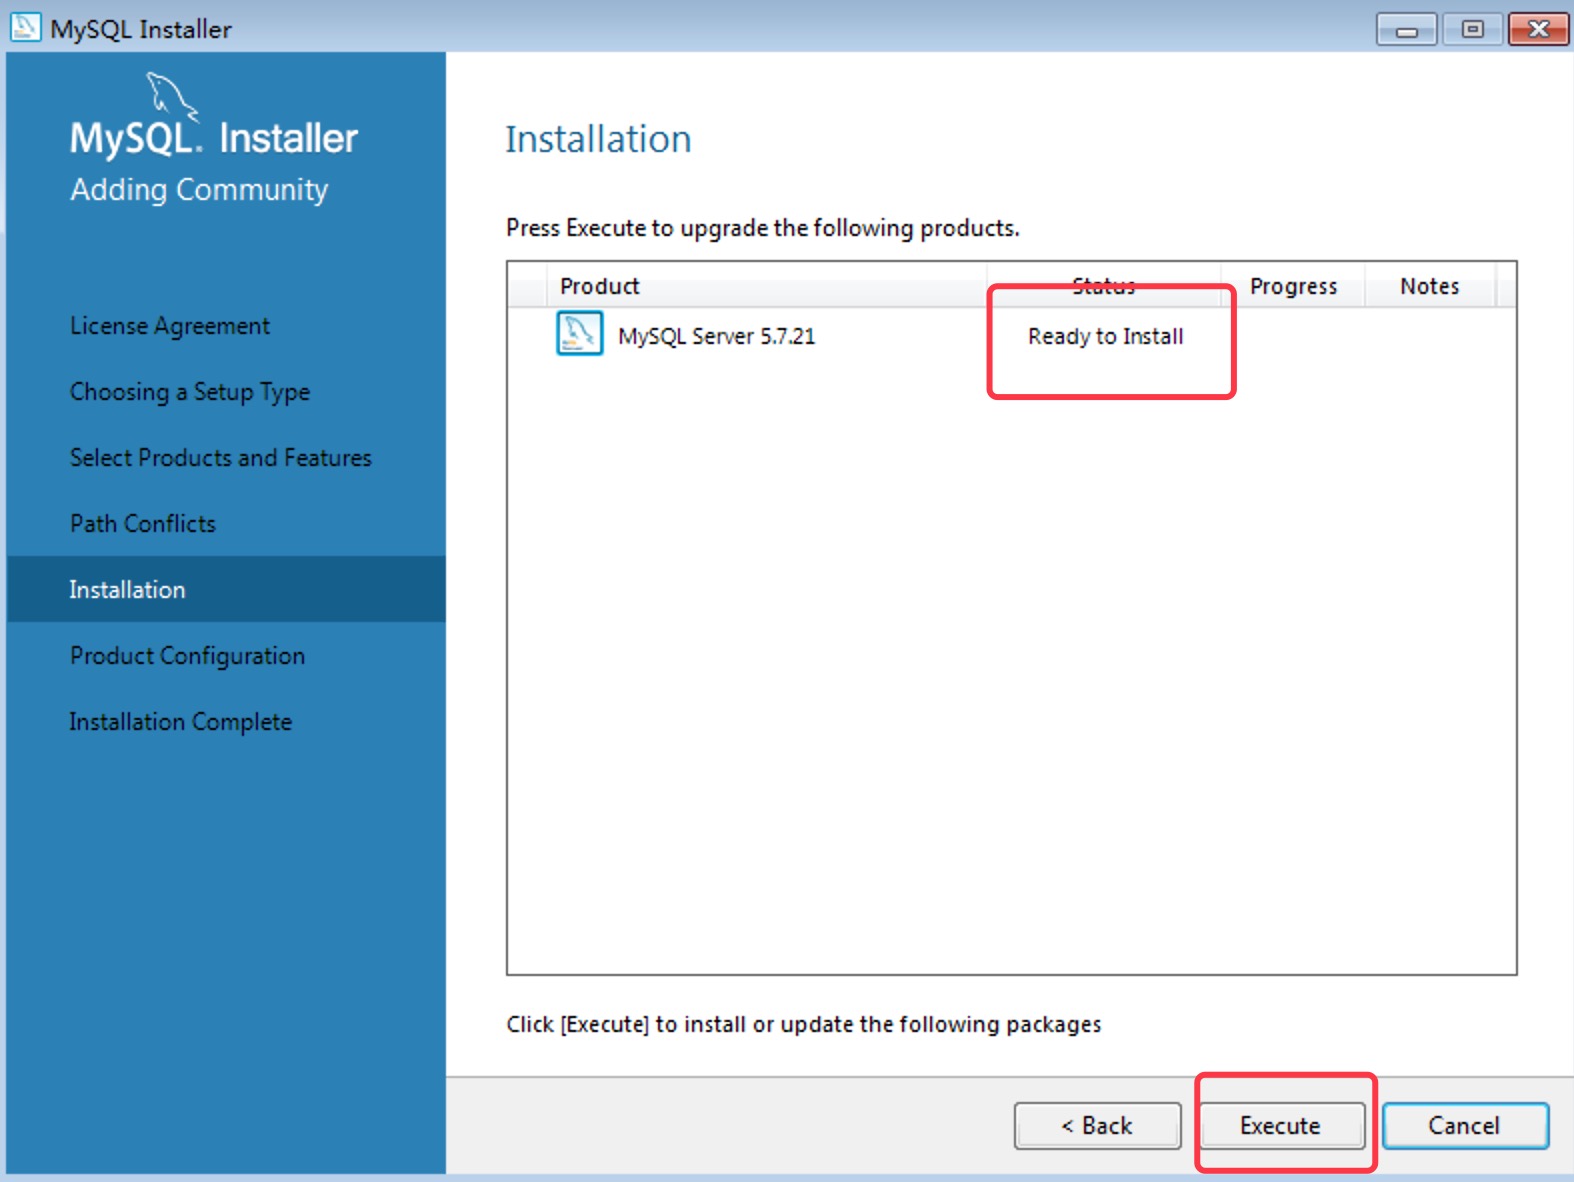 MySQL Installer
MySQL. Installer
Adding Community
License Agreement
Choosing a Setup Type
Select Products and Features
Path Conflicts
Installation
Product Configuration
Installation Complete
Installation
Press Execute to upgrade the following products.
Product Status Progress Notes
MySQL Server 5.7.21 Ready to Install
Click [Execute] to install or update the following packages
< Back Execute Cancel